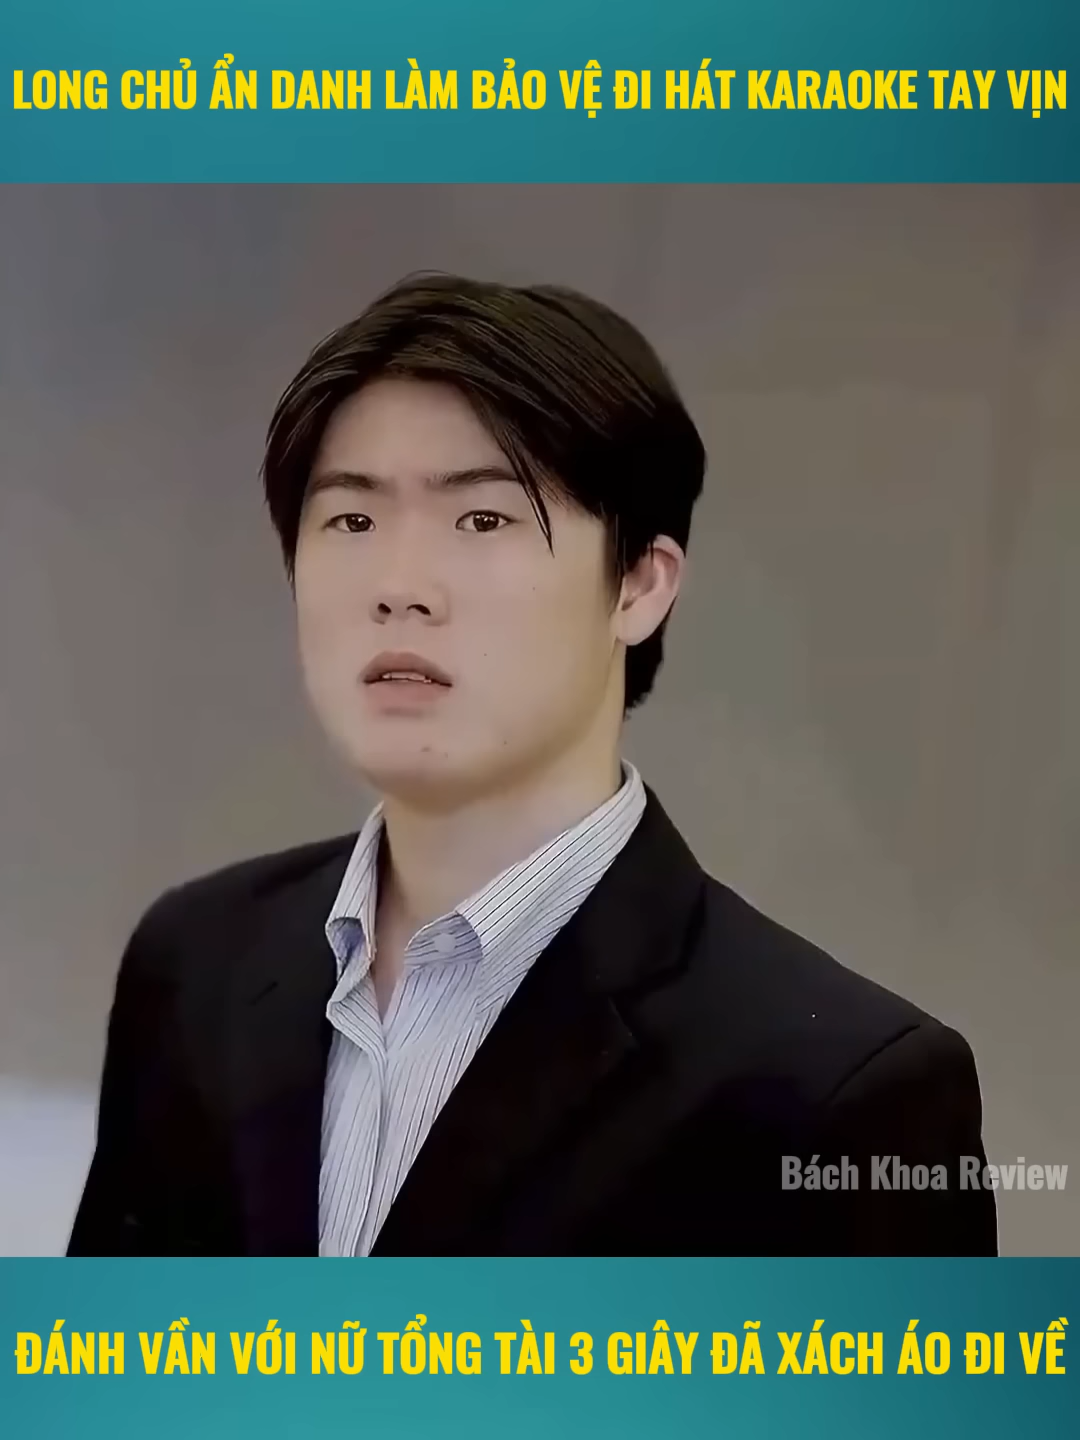 LONG CHỦ ẨN DANH LÀM BẢO VỆ ĐI HÁT KARAOKE TAY VỊN
Bách Khoa Review
ĐÁNH VẦN VỚI NỮ TỔNG TÀI 3 GIÂY ĐÃ XÁCH ÁO ĐI VỀ